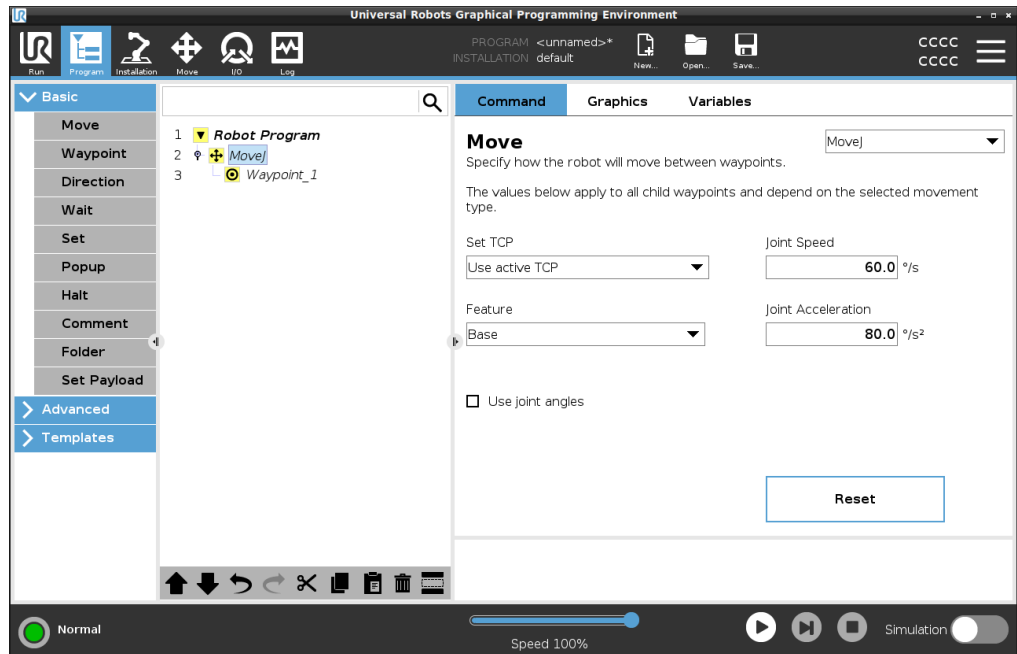 Universal Robots Graphical Programming Environment
UR
Run
Program
Installation
Move
I/O
Log
PROGRAM <unnamed>*
INSTALLATION default
New...
Open...
Save...
CCCC
CCCC
Basic
Move
Waypoint
Direction
Wait
Set
Popup
Halt
Comment
Folder
Set Payload
Advanced
Templates
1 Robot Program
2 MoveJ
3 Waypoint_1
Command Graphics Variables
Move
MoveJ
Specify how the robot will move between waypoints.
The values below apply to all child waypoints and depend on the selected movement
type.
Set TCP
Joint Speed
Use active TCP
60.0 °/s
Feature
Joint Acceleration
Base
80.0 °/s²
Use joint angles
Reset
Normal
Speed 100%
Simulation